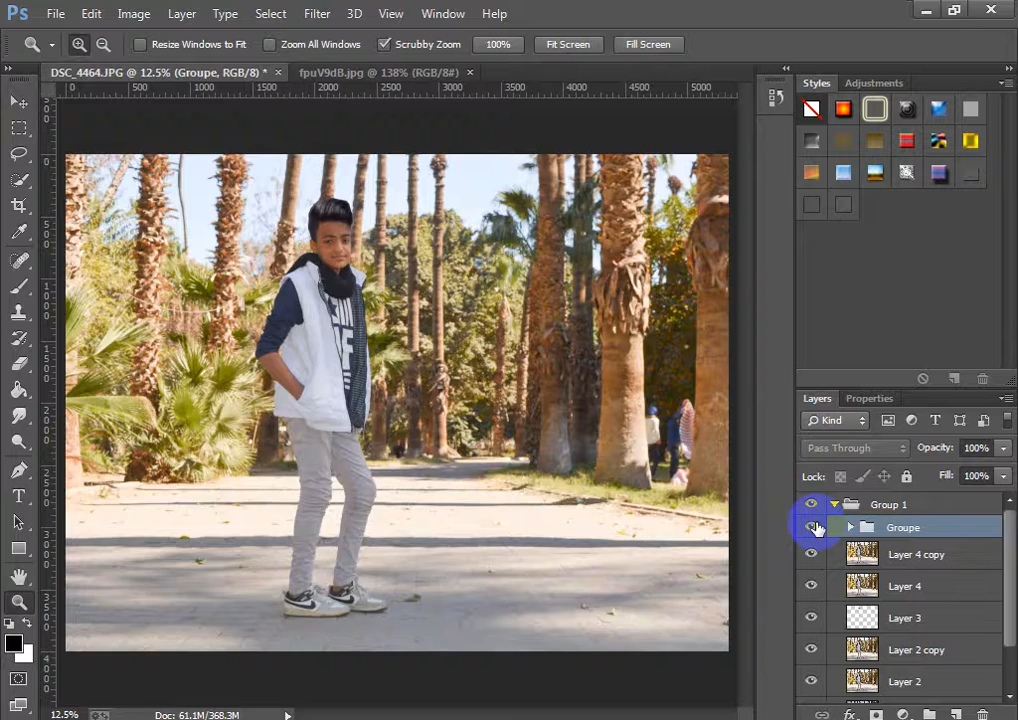 Ps File Edit Image Layer Type Select Filter 3D View Window Help
Resize Windows to Fit Zoom All Windows Scrubby Zoom 100% Fit Screen Fill Screen
DSC_4464.JPG @ 12.5% (Groupe, RGB/8) * × fpuV9dB.jpg @ 138% (RGB/8#) ×
0 500 1000 1500 2000 2500 3000 3500 4000 4500 5000
Styles Adjustments
Layers Properties
Kind
Pass Through Opacity: 100%
Lock: Fill: 100%
Group 1
Groupe
Layer 4 copy
Layer 4
Layer 3
Layer 2 copy
Layer 2
12.5% Doc: 61.1M/368.3M